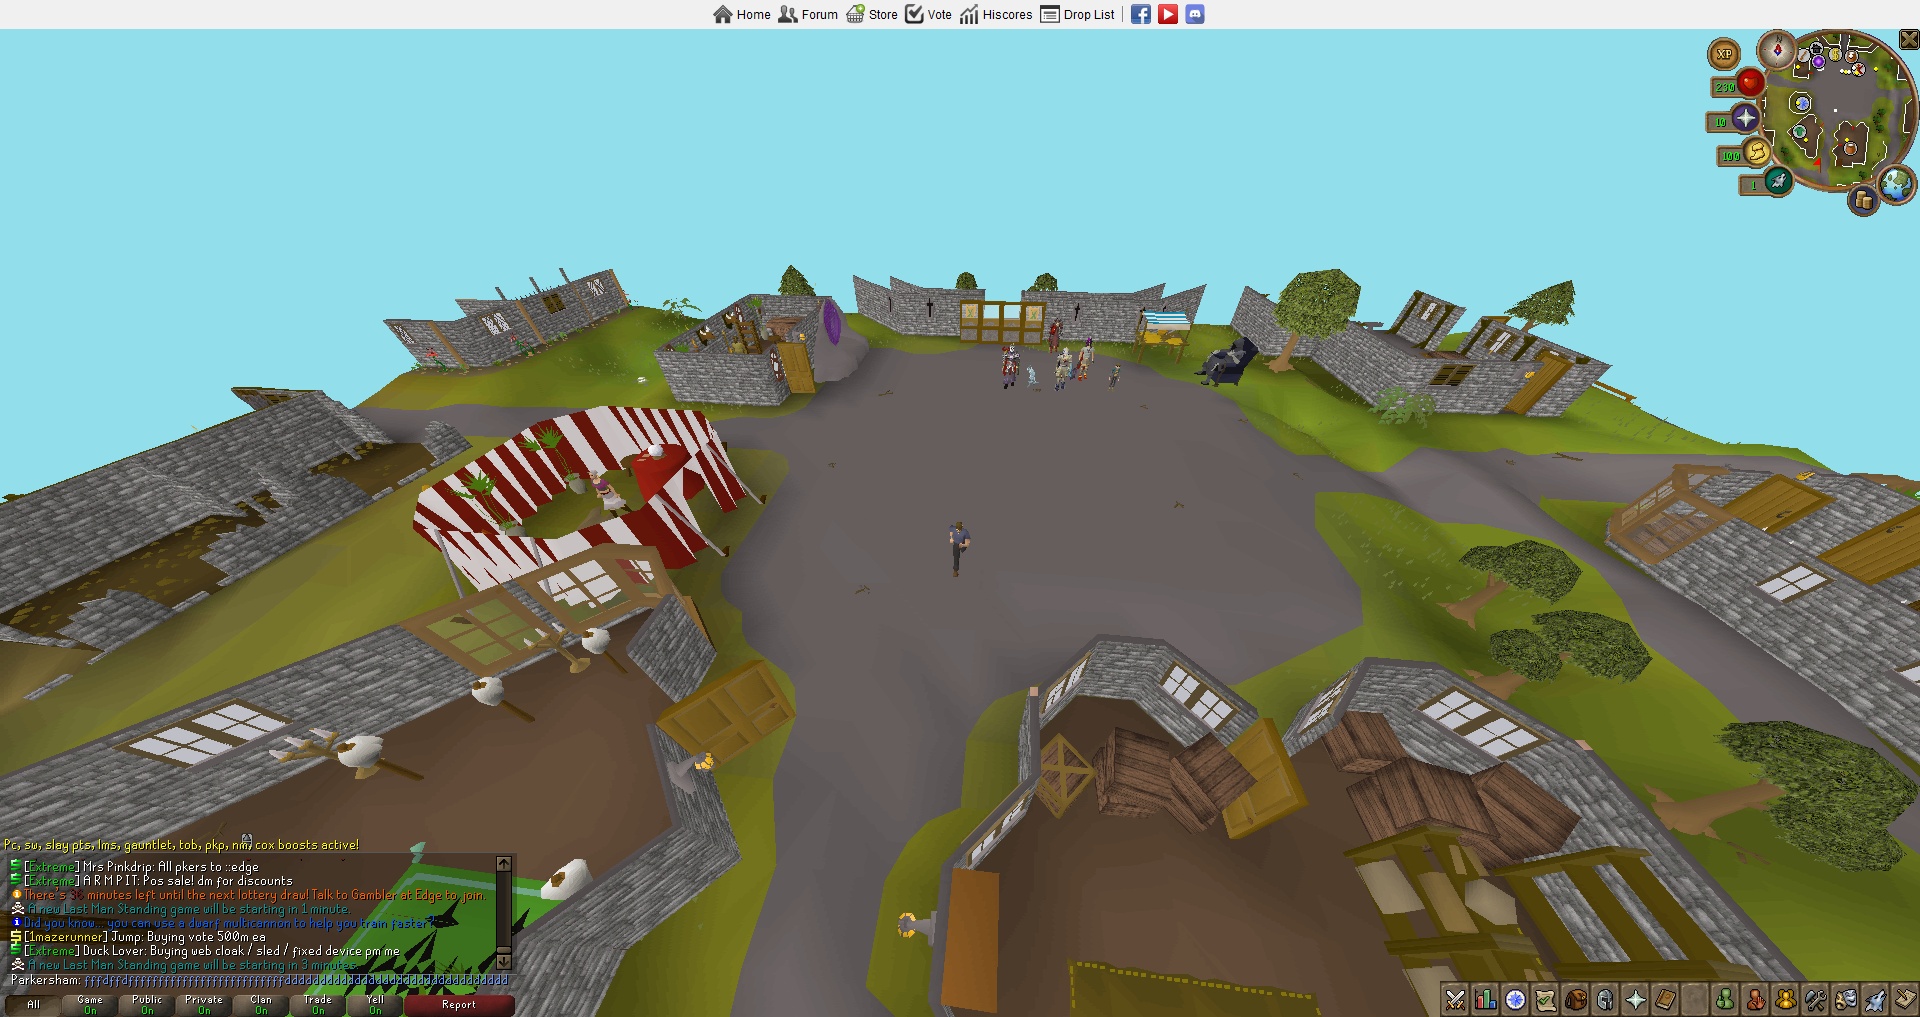 Home Forum Store Vote Hiscores Drop List
XP
230
10
100
1
Pc, sw, slay pts, lms, gauntlet, tob, pkp, nm, cox boosts active!
[Extreme] Mrs Pinkdrip: All pkers to ::edge
[Extreme] A R M P I T: Pos sale! dm for discounts
There's minutes left until the next lottery draw! Talk to Gambler at Edge to join.
A new Last Man Standing game will be starting in 1 minute.
Did you know... you can use a dwarf multicannon to help you train faster?
[1mazerunner] Jump: Buying vote 500m ea
[Extreme] Duck Lover: Buying web cloak / sled / fixed device pm me
A new Last Man Standing game will be starting in 3 minutes.
Parkersham:
All Game Public Private Clan Trade Yell Report
On On On On On On